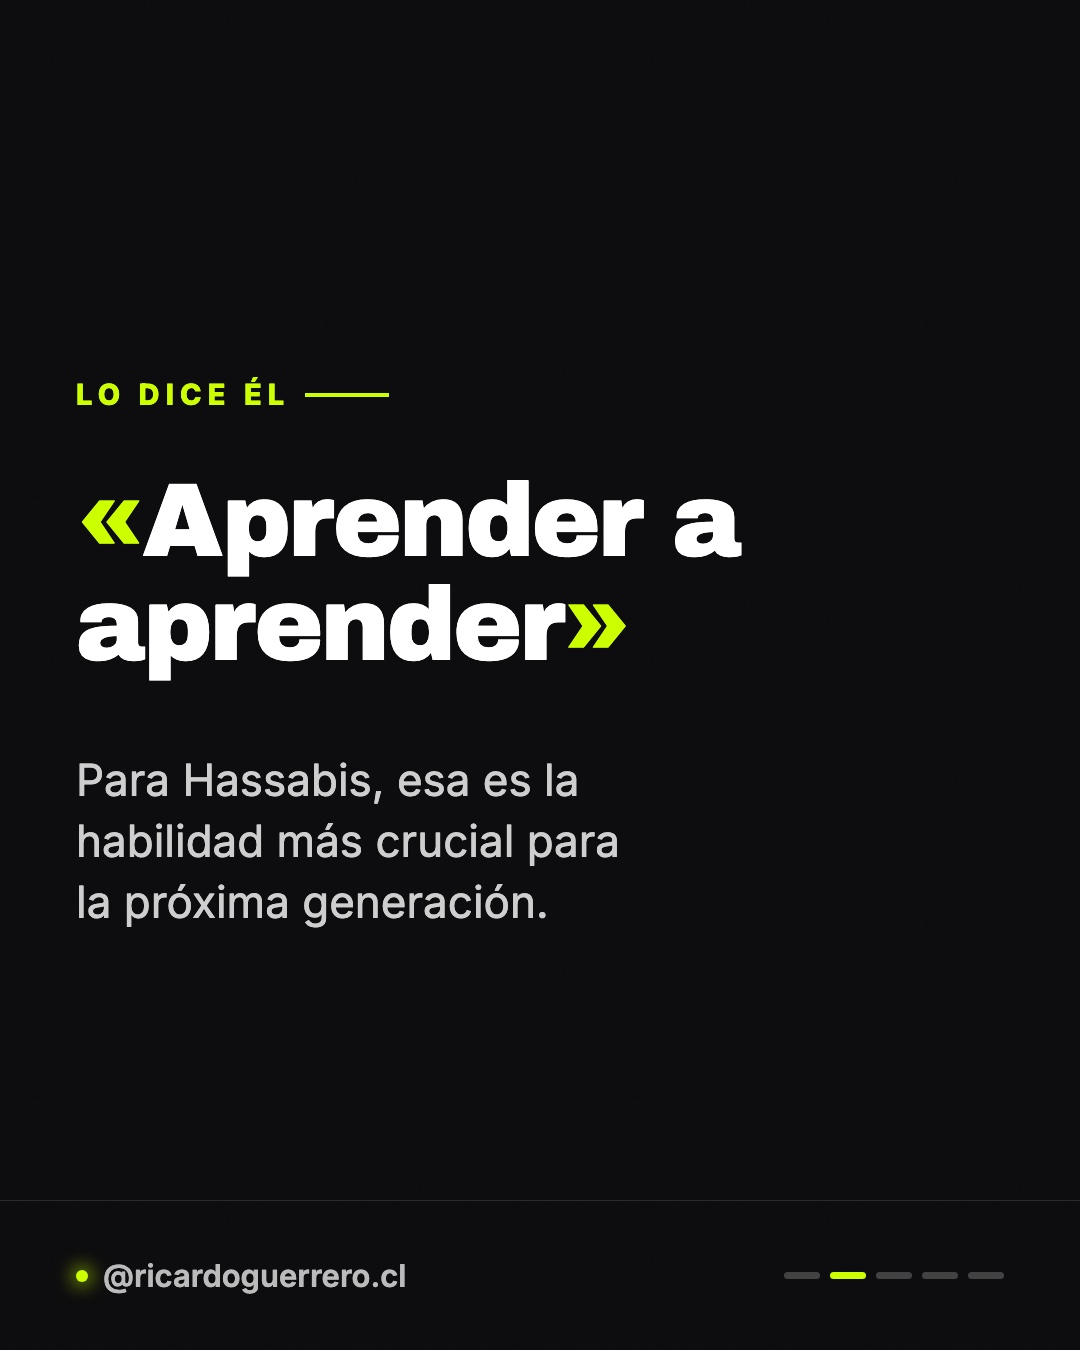 LO DICE ÉL
«Aprender a
aprender»
Para Hassabis, esa es la
habilidad más crucial para
la próxima generación.
@ricardoguerrero.cl